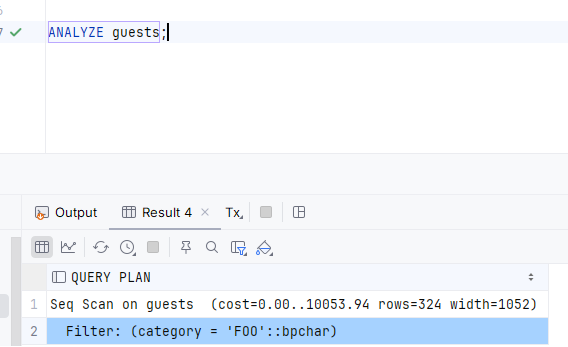 6
7
ANALYZE guests;
Output
Result 4
Tx
QUERY PLAN
1 Seq Scan on guests (cost=0.00..10053.94 rows=324 width=1052)
2 Filter: (category = 'FOO'::bpchar)